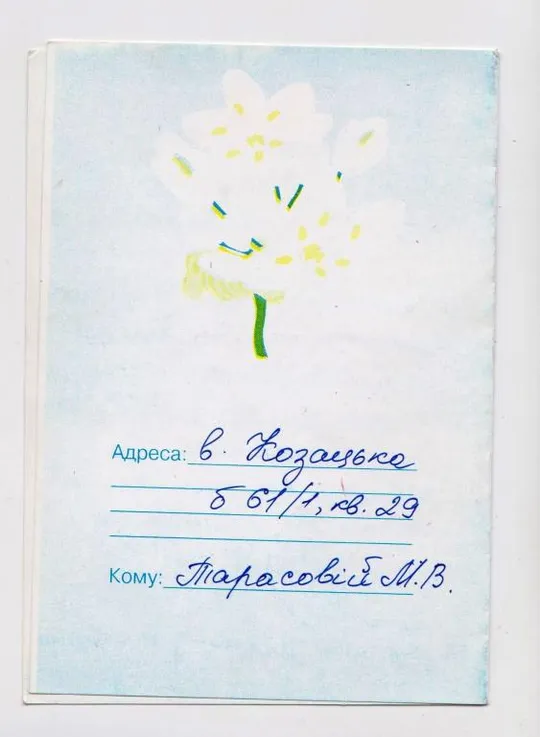 Адреса: в. Козацька
б 61/1, кв. 29
Кому: Тарасовій М.В.